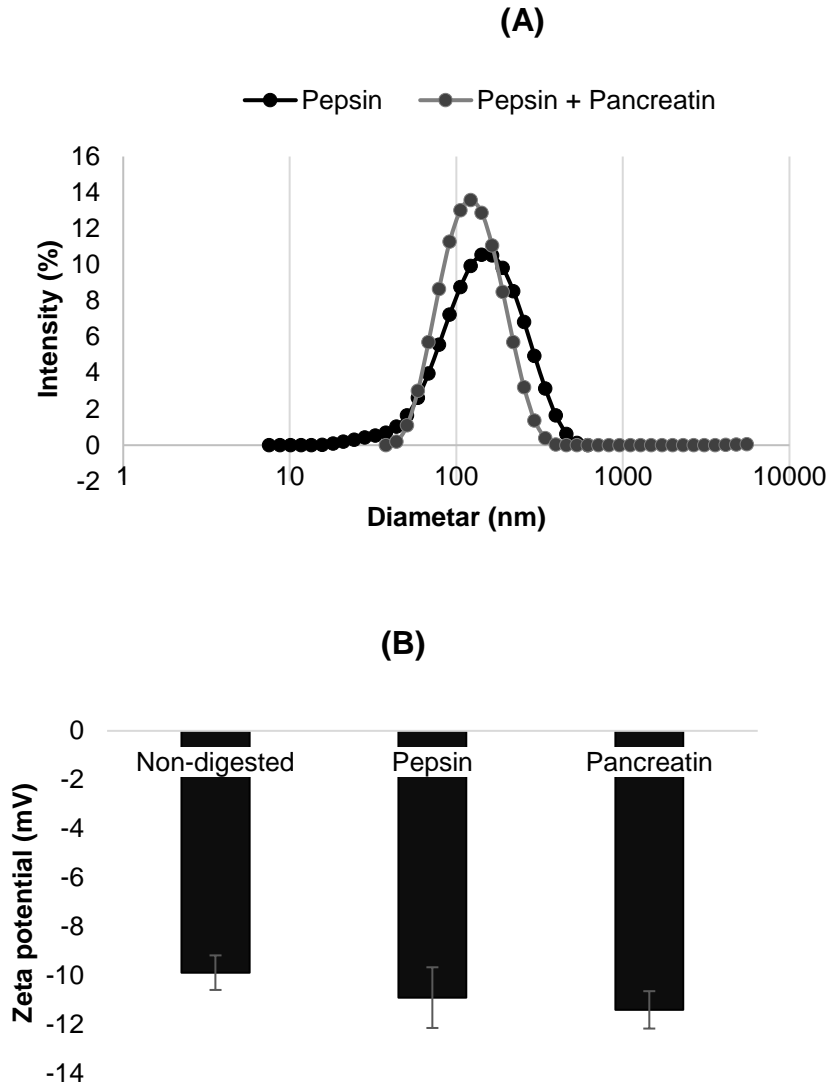 (A)
Pepsin Pepsin + Pancreatin
16
14
12
10
8
6
4
2
0
-2
Intensity (%)
1 10 100 1000 10000
Diametar (nm)
(B)
0
-2
-4
-6
-8
-10
-12
-14
Zeta potential (mV)
Non-digested Pepsin Pancreatin